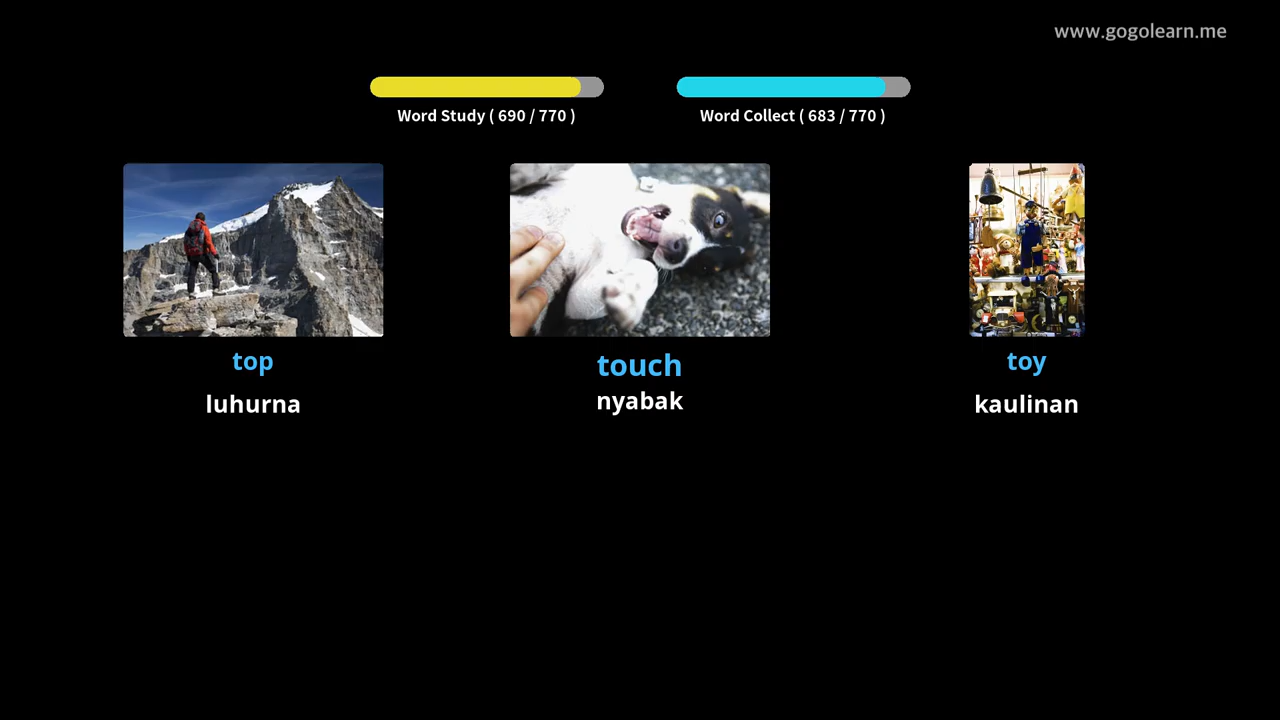 www.gogolearn.me
Word Study ( 690 / 770 )
Word Collect ( 683 / 770 )
top
touch
toy
luhurna
nyabak
kaulinan